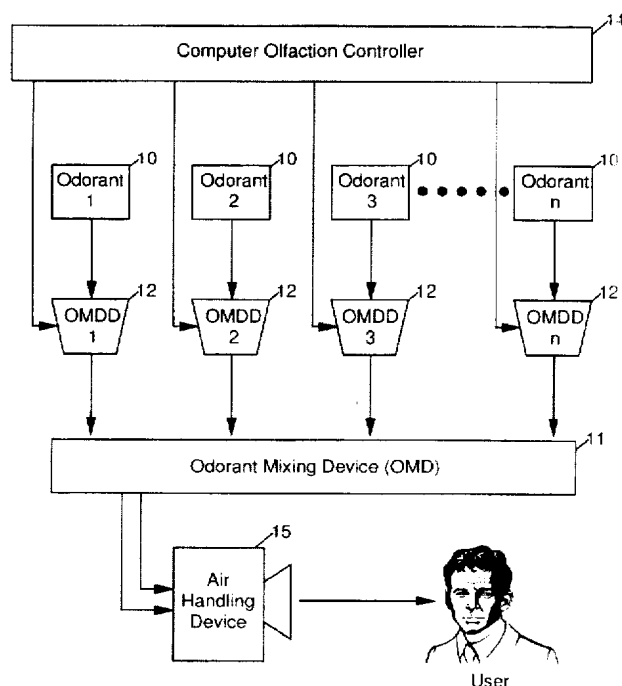 14
Computer Olfaction Controller
10 10 10 10
Odorant 1 Odorant 2 Odorant 3 Odorant n
12 12 12 12
OMDD 1 OMDD 2 OMDD 3 OMDD n
11
Odorant Mixing Device (OMD)
15
Air
Handling
Device
User